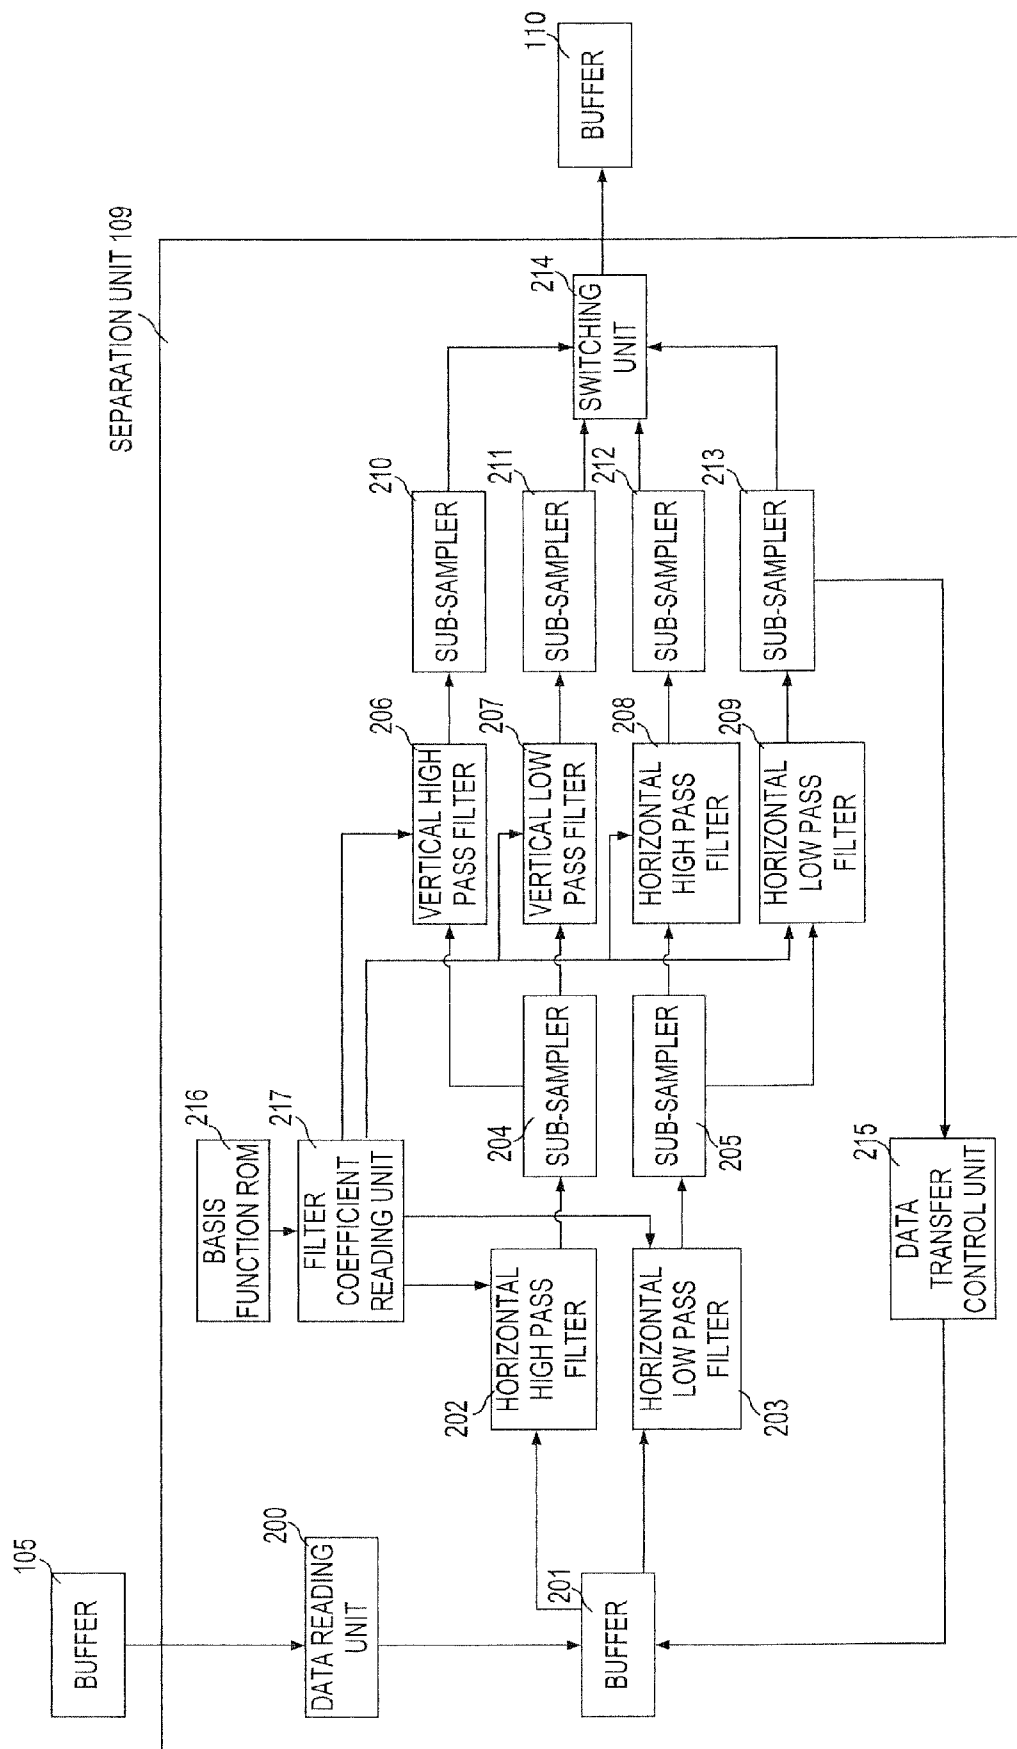 SEPARATION UNIT 109
105
BUFFER
200
DATA READING
UNIT
201
BUFFER
216
BASIS
FUNCTION ROM
217
FILTER
COEFFICIENT
READING UNIT
202
HORIZONTAL
HIGH PASS
FILTER
203
HORIZONTAL
LOW PASS
FILTER
204
SUB-SAMPLER
205
SUB-SAMPLER
206
VERTICAL HIGH
PASS FILTER
207
VERTICAL LOW
PASS FILTER
208
HORIZONTAL
HIGH PASS
FILTER
209
HORIZONTAL
LOW PASS
FILTER
210
SUB-SAMPLER
211
SUB-SAMPLER
212
SUB-SAMPLER
213
SUB-SAMPLER
214
SWITCHING
UNIT
215
DATA
TRANSFER
CONTROL UNIT
110
BUFFER